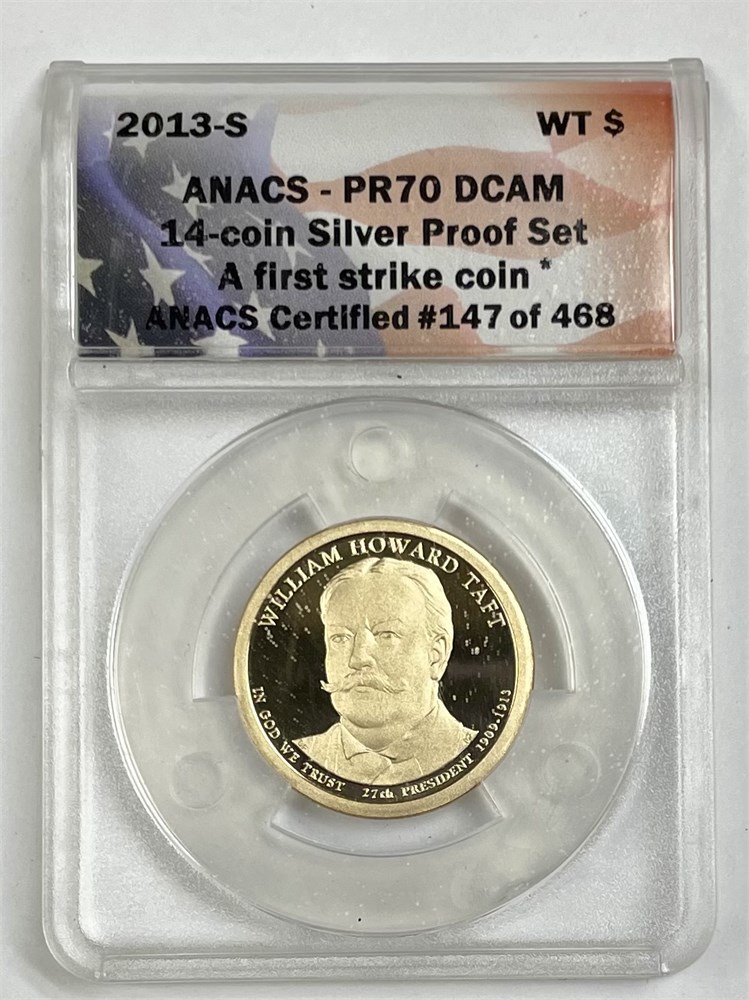 2013-S WT $
ANACS - PR70 DCAM
14-coin Silver Proof Set
A first strike coin *
ANACS Certified #147 of 468
WILLIAM HOWARD TAFT
IN GOD WE TRUST 27th PRESIDENT 1909-1913